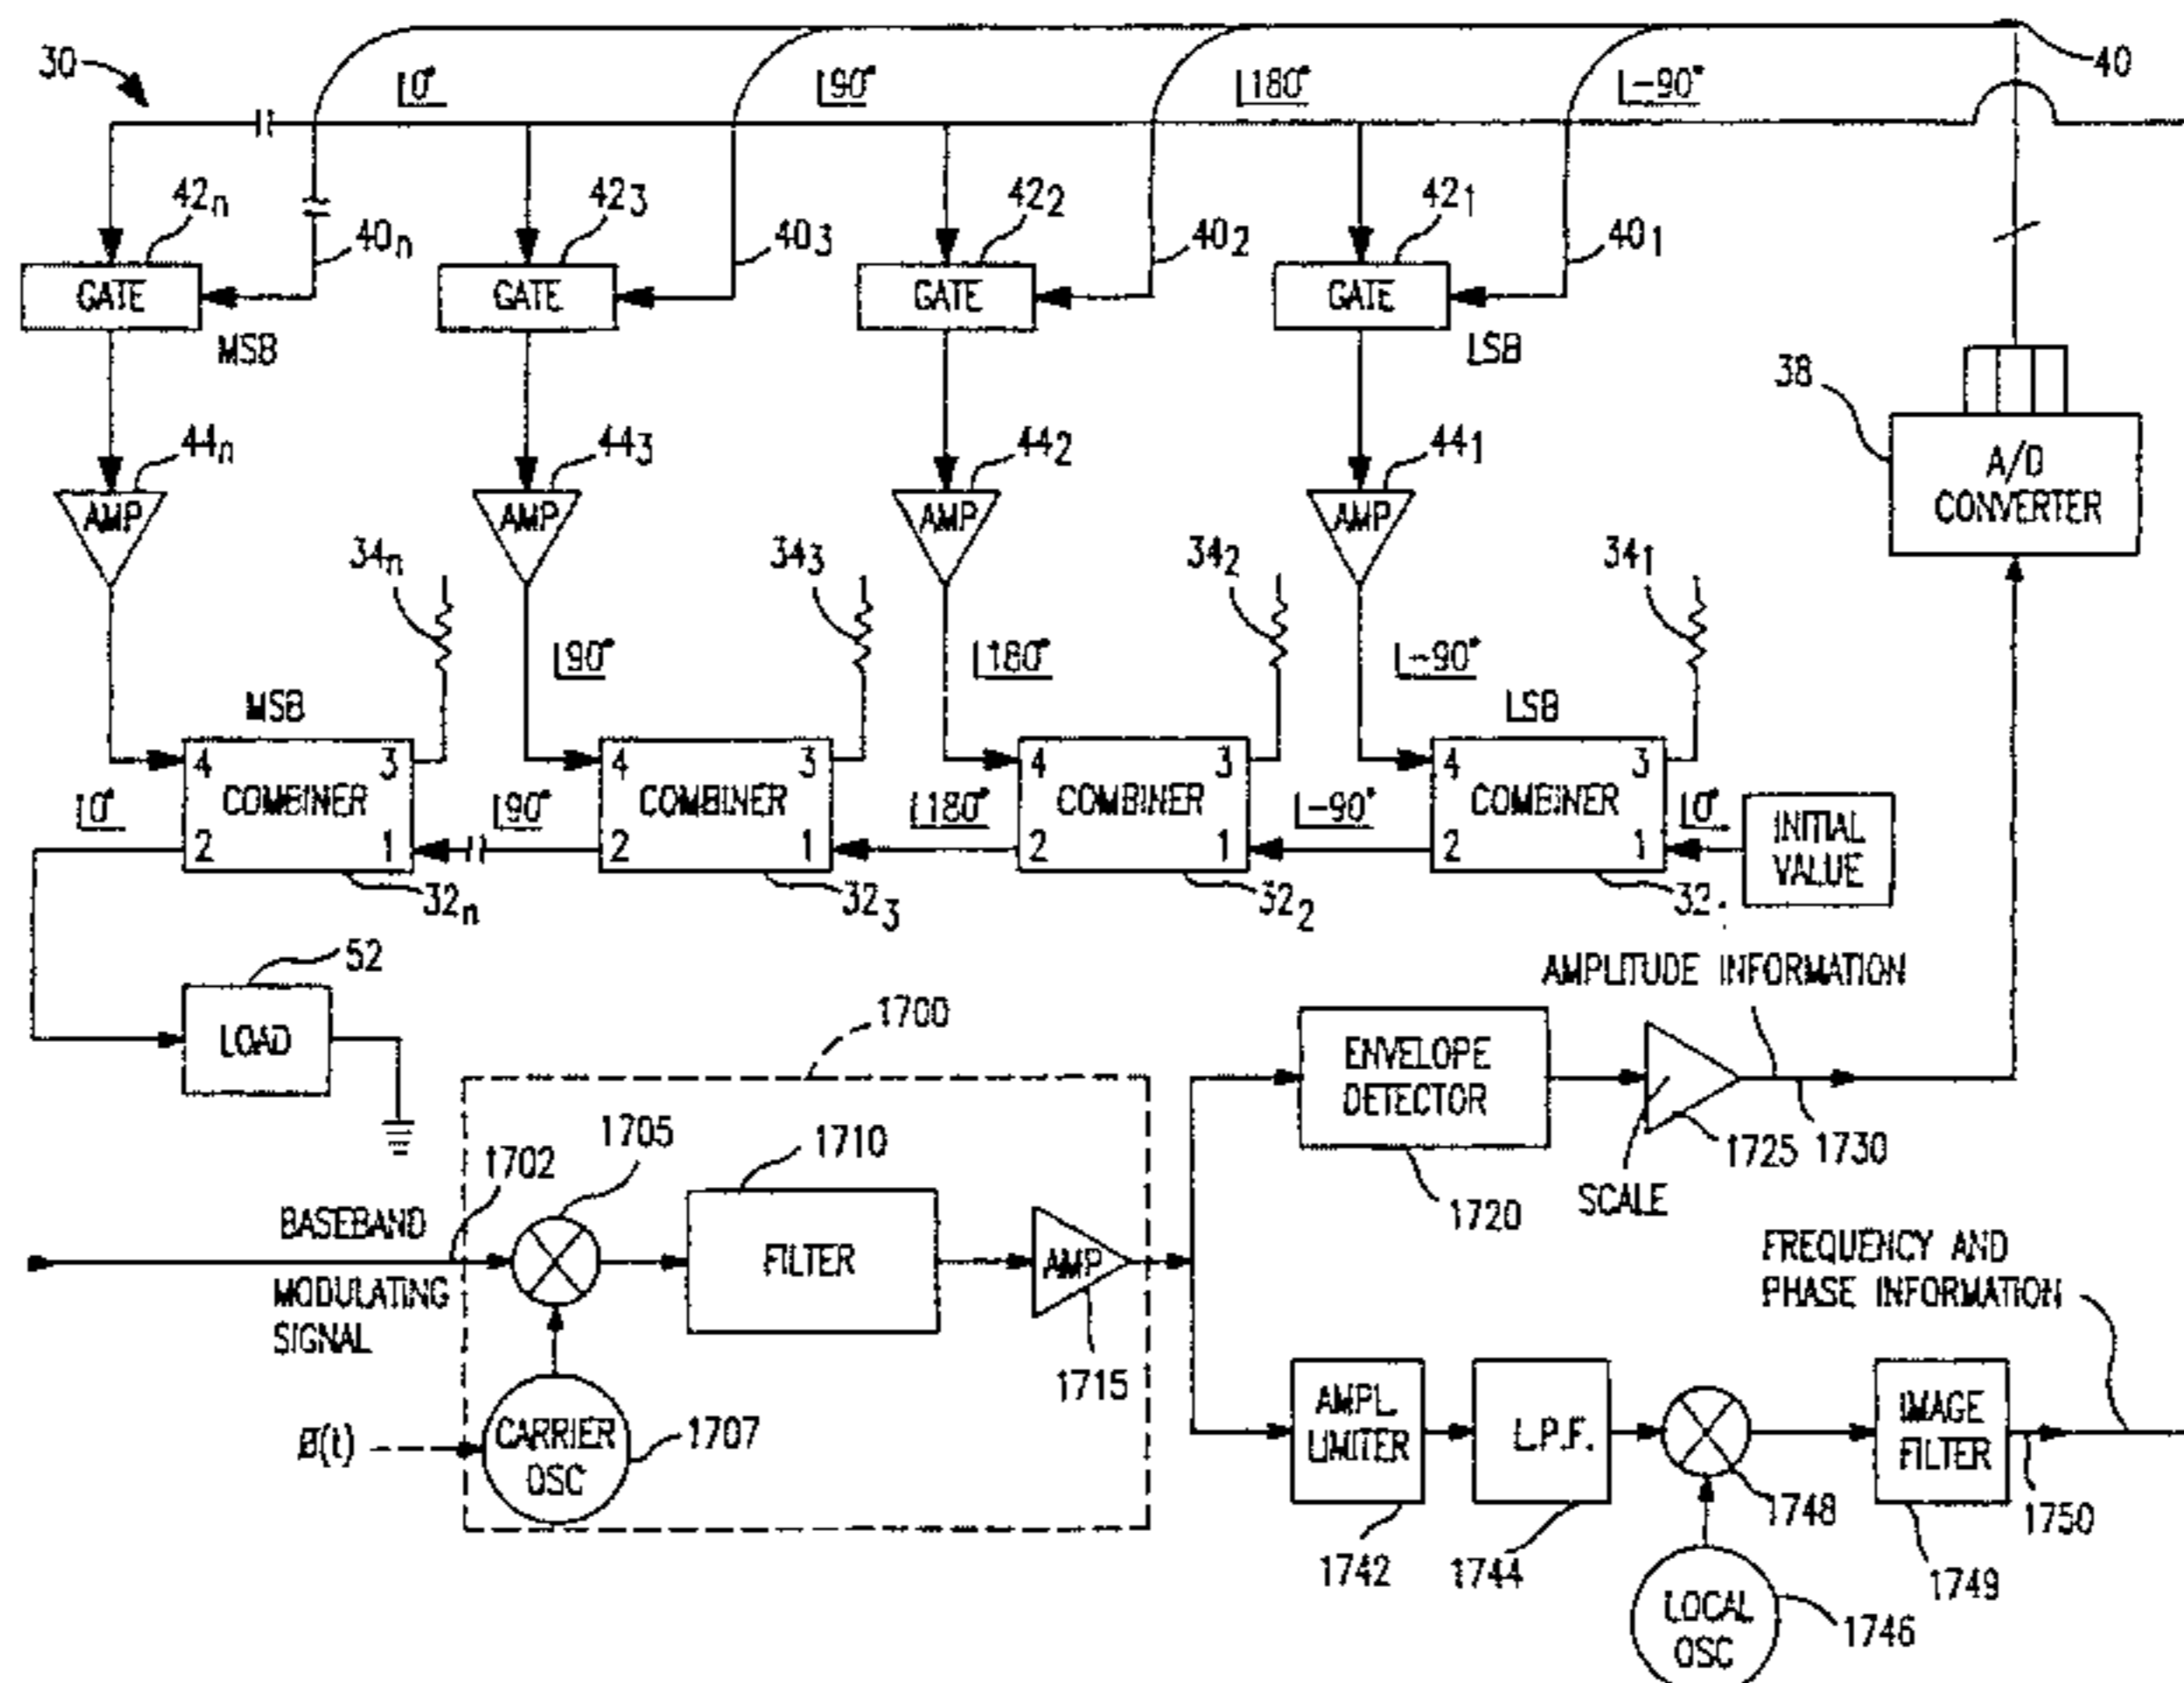 30
∟0°
∟90°
∟180°
∟-90°
40
42n
40n
42₃
40₃
42₂
40₂
42₁
40₁
GATE
GATE
GATE
GATE
MSB
LSB
38
A/D
CONVERTER
44n
44₃
44₂
44₁
AMP
AMP
AMP
AMP
34n
34₃
34₂
34₁
∟90°
∟180°
∟-90°
MSB
LSB
4 3
COMBINER
2 1
4 3
COMBINER
2 1
4 3
COMBINER
2 1
4 3
COMBINER
2 1
∟0°
∟90°
∟180°
∟-90°
∟0°
INITIAL
VALUE
32n
32₃
32₂
32
52
LOAD
AMPLITUDE INFORMATION
1700
ENVELOPE
DETECTOR
1720
SCALE
1725
1730
1702
1705
1710
BASEBAND
MODULATING
SIGNAL
FILTER
AMP
1715
ø(t)
CARRIER
OSC
1707
FREQUENCY AND
PHASE INFORMATION
AMPL.
LIMITER
L.P.F.
IMAGE
FILTER
1742
1744
1748
1749
1750
LOCAL
OSC
1746